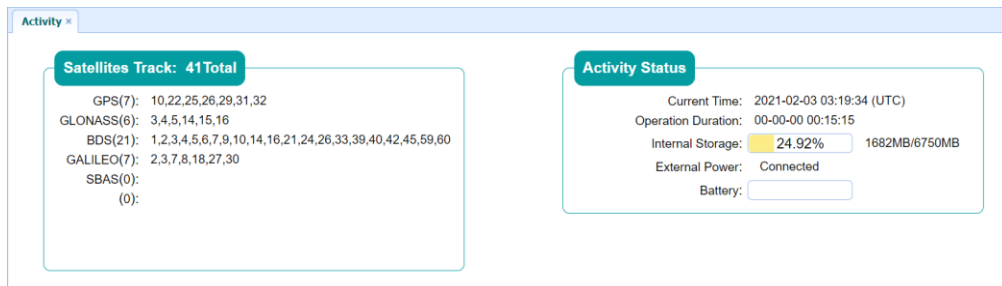 Activity ×
Satellites Track: 41Total
GPS(7): 10,22,25,26,29,31,32
GLONASS(6): 3,4,5,14,15,16
BDS(21): 1,2,3,4,5,6,7,9,10,14,16,21,24,26,33,39,40,42,45,59,60
GALILEO(7): 2,3,7,8,18,27,30
SBAS(0):
(0):
Activity Status
Current Time: 2021-02-03 03:19:34 (UTC)
Operation Duration: 00-00-00 00:15:15
Internal Storage: 24.92% 1682MB/6750MB
External Power: Connected
Battery: